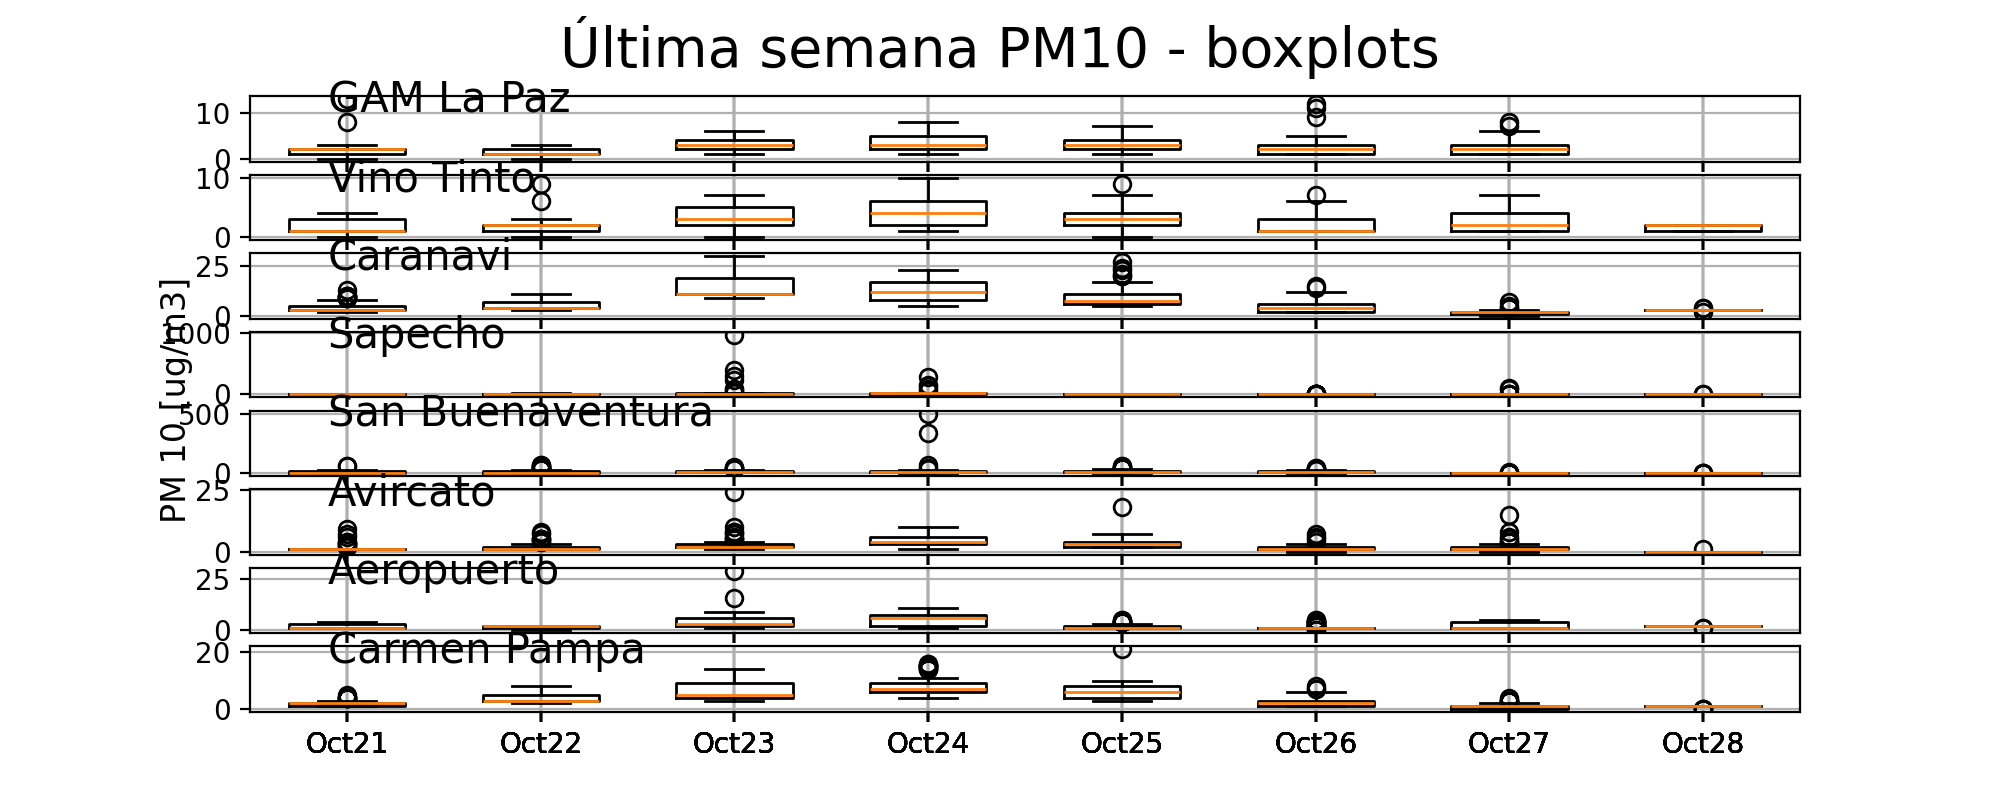 Última semana PM10 - boxplots
GAM La Paz
10
0
Vino Tinto
10
0
Caranavi
25
0
Sapecho
1000
0
San Buenaventura
500
0
Avircato
25
0
Aeropuerto
25
0
Carmen Pampa
20
0
PM 10 [ug/m3]
Oct21 Oct22 Oct23 Oct24 Oct25 Oct26 Oct27 Oct28